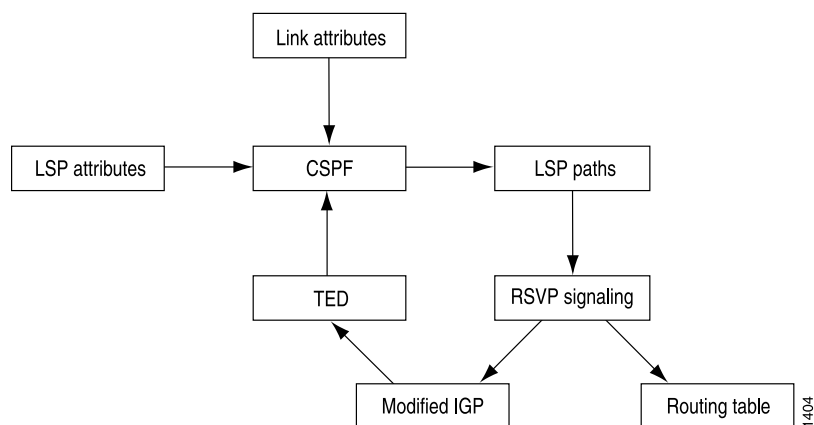 Link attributes
LSP attributes
CSPF
LSP paths
TED
RSVP signaling
Modified IGP
Routing table
1404